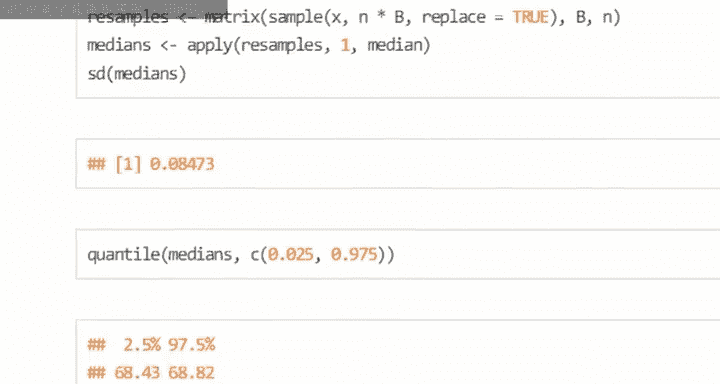 resamples <- matrix(sample(x, n * B, replace = TRUE), B, n)
medians <- apply(resamples, 1, median)
sd(medians)
## [1] 0.08473
quantile(medians, c(0.025, 0.975))
## 2.5% 97.5%
## 68.43 68.82